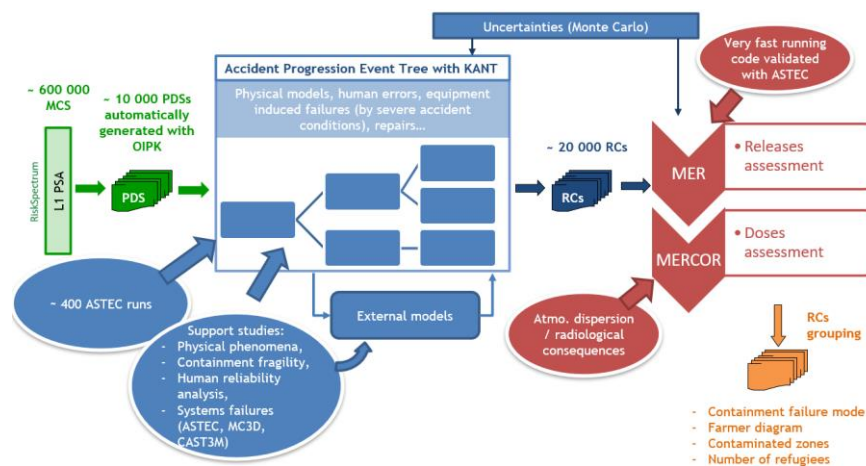 Uncertainties (Monte Carlo)
Accident Progression Event Tree with KANT
Physical models, human errors, equipment
induced failures (by severe accident
conditions), repairs...
Very fast running
code validated
with ASTEC
~ 600 000
MCS
~ 10 000 PDSs
automatically
generated with
OIPK
RiskSpectrum
L1 PSA
PDS
~ 20 000 RCs
RCs
MER
• Releases
assessment
MERCOR
• Doses
assessment
~ 400 ASTEC runs
External models
Support studies:
- Physical phenomena,
- Containment fragility,
- Human reliability
analysis,
- Systems failures
(ASTEC, MC3D,
CAST3M)
Atmo. dispersion
/ radiological
consequences
RCs
grouping
- Containment failure mode
- Farmer diagram
- Contaminated zones
- Number of refugiees